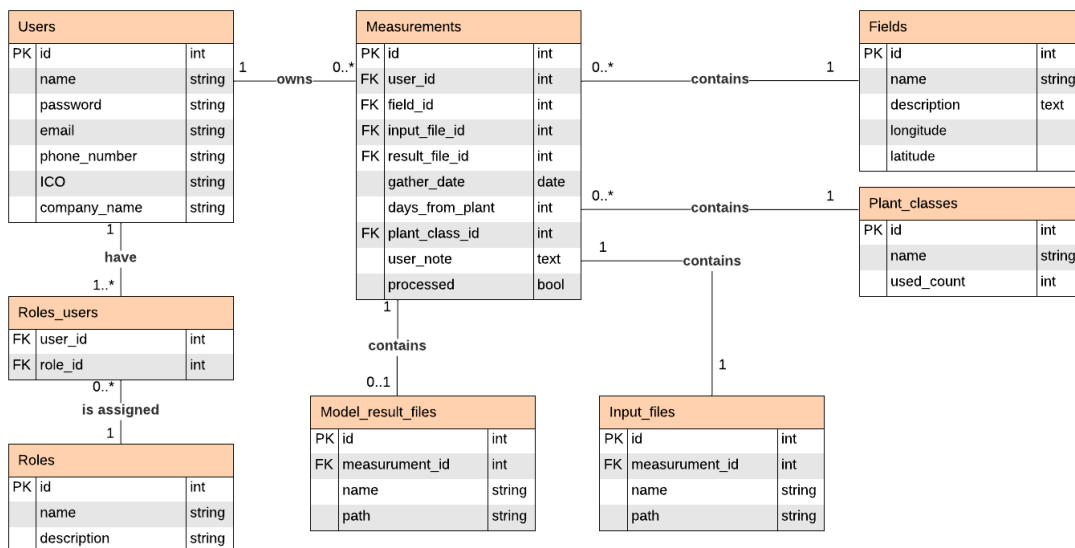 Users
PK id int
name string
password string
email string
phone_number string
ICO string
company_name string
1
owns
0..*
Measurements
PK id int
FK user_id int
FK field_id int
FK input_file_id int
FK result_file_id int
gather_date date
days_from_plant int
FK plant_class_id int
user_note text
processed bool
0..*
contains
1
Fields
PK id int
name string
description text
longitude
latitude
0..*
contains
1
Plant_classes
PK id int
name string
used_count int
1
contains
1
1
have
1..*
Roles_users
FK user_id int
FK role_id int
0..*
is assigned
1
Roles
PK id int
name string
description string
1
contains
0..1
Model_result_files
PK id int
FK measurument_id int
name string
path string
Input_files
PK id int
FK measurument_id int
name string
path string